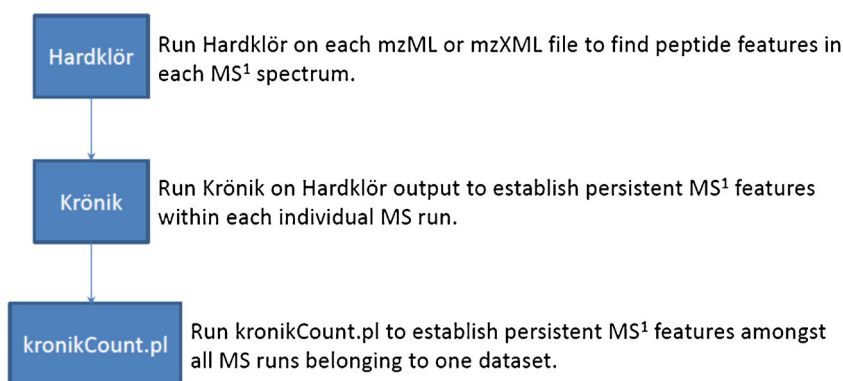 Hardklör
Run Hardklör on each mzML or mzXML file to find peptide features in
each MS¹ spectrum.
Krönik
Run Krönik on Hardklör output to establish persistent MS¹ features
within each individual MS run.
kronikCount.pl
Run kronikCount.pl to establish persistent MS¹ features amongst
all MS runs belonging to one dataset.